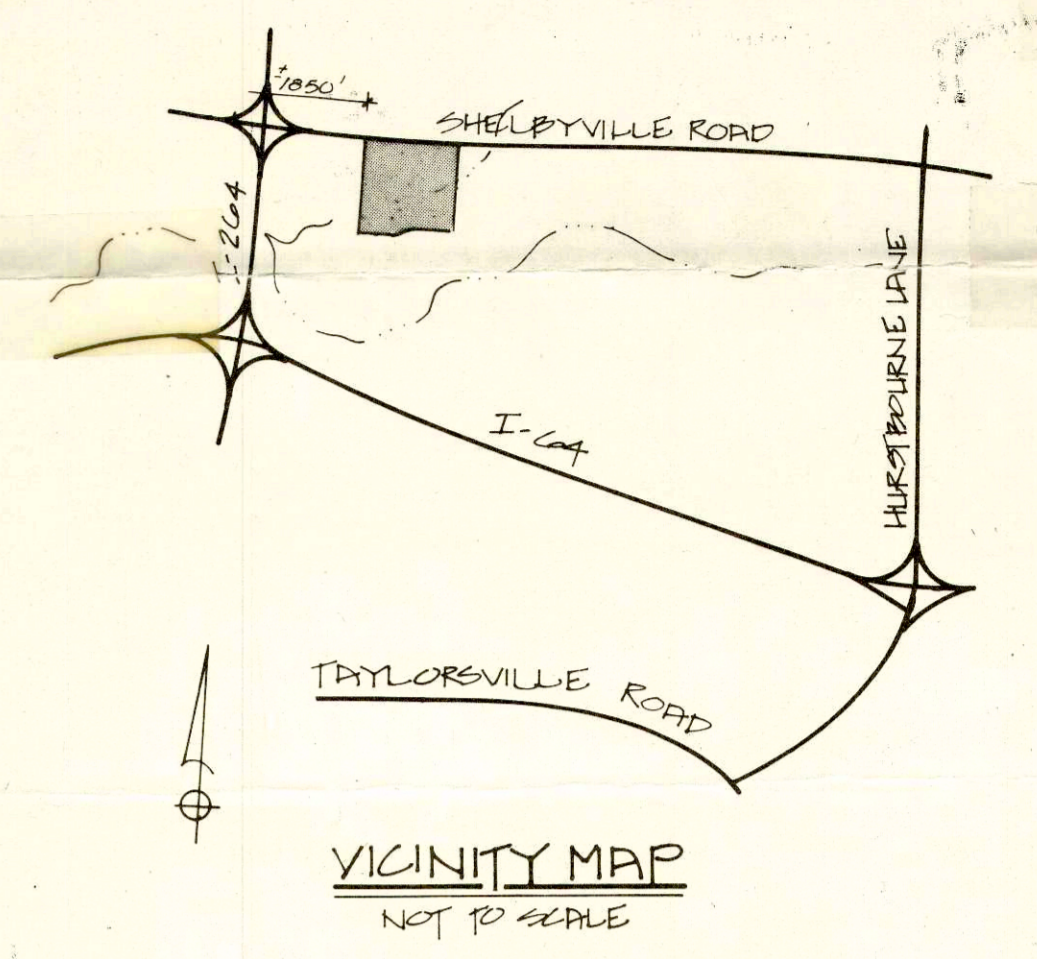 ±1850'
SHELBYVILLE ROAD
I-264
HURSTBOURNE LANE
I-64
TAYLORSVILLE ROAD
VICINITY MAP
NOT TO SCALE